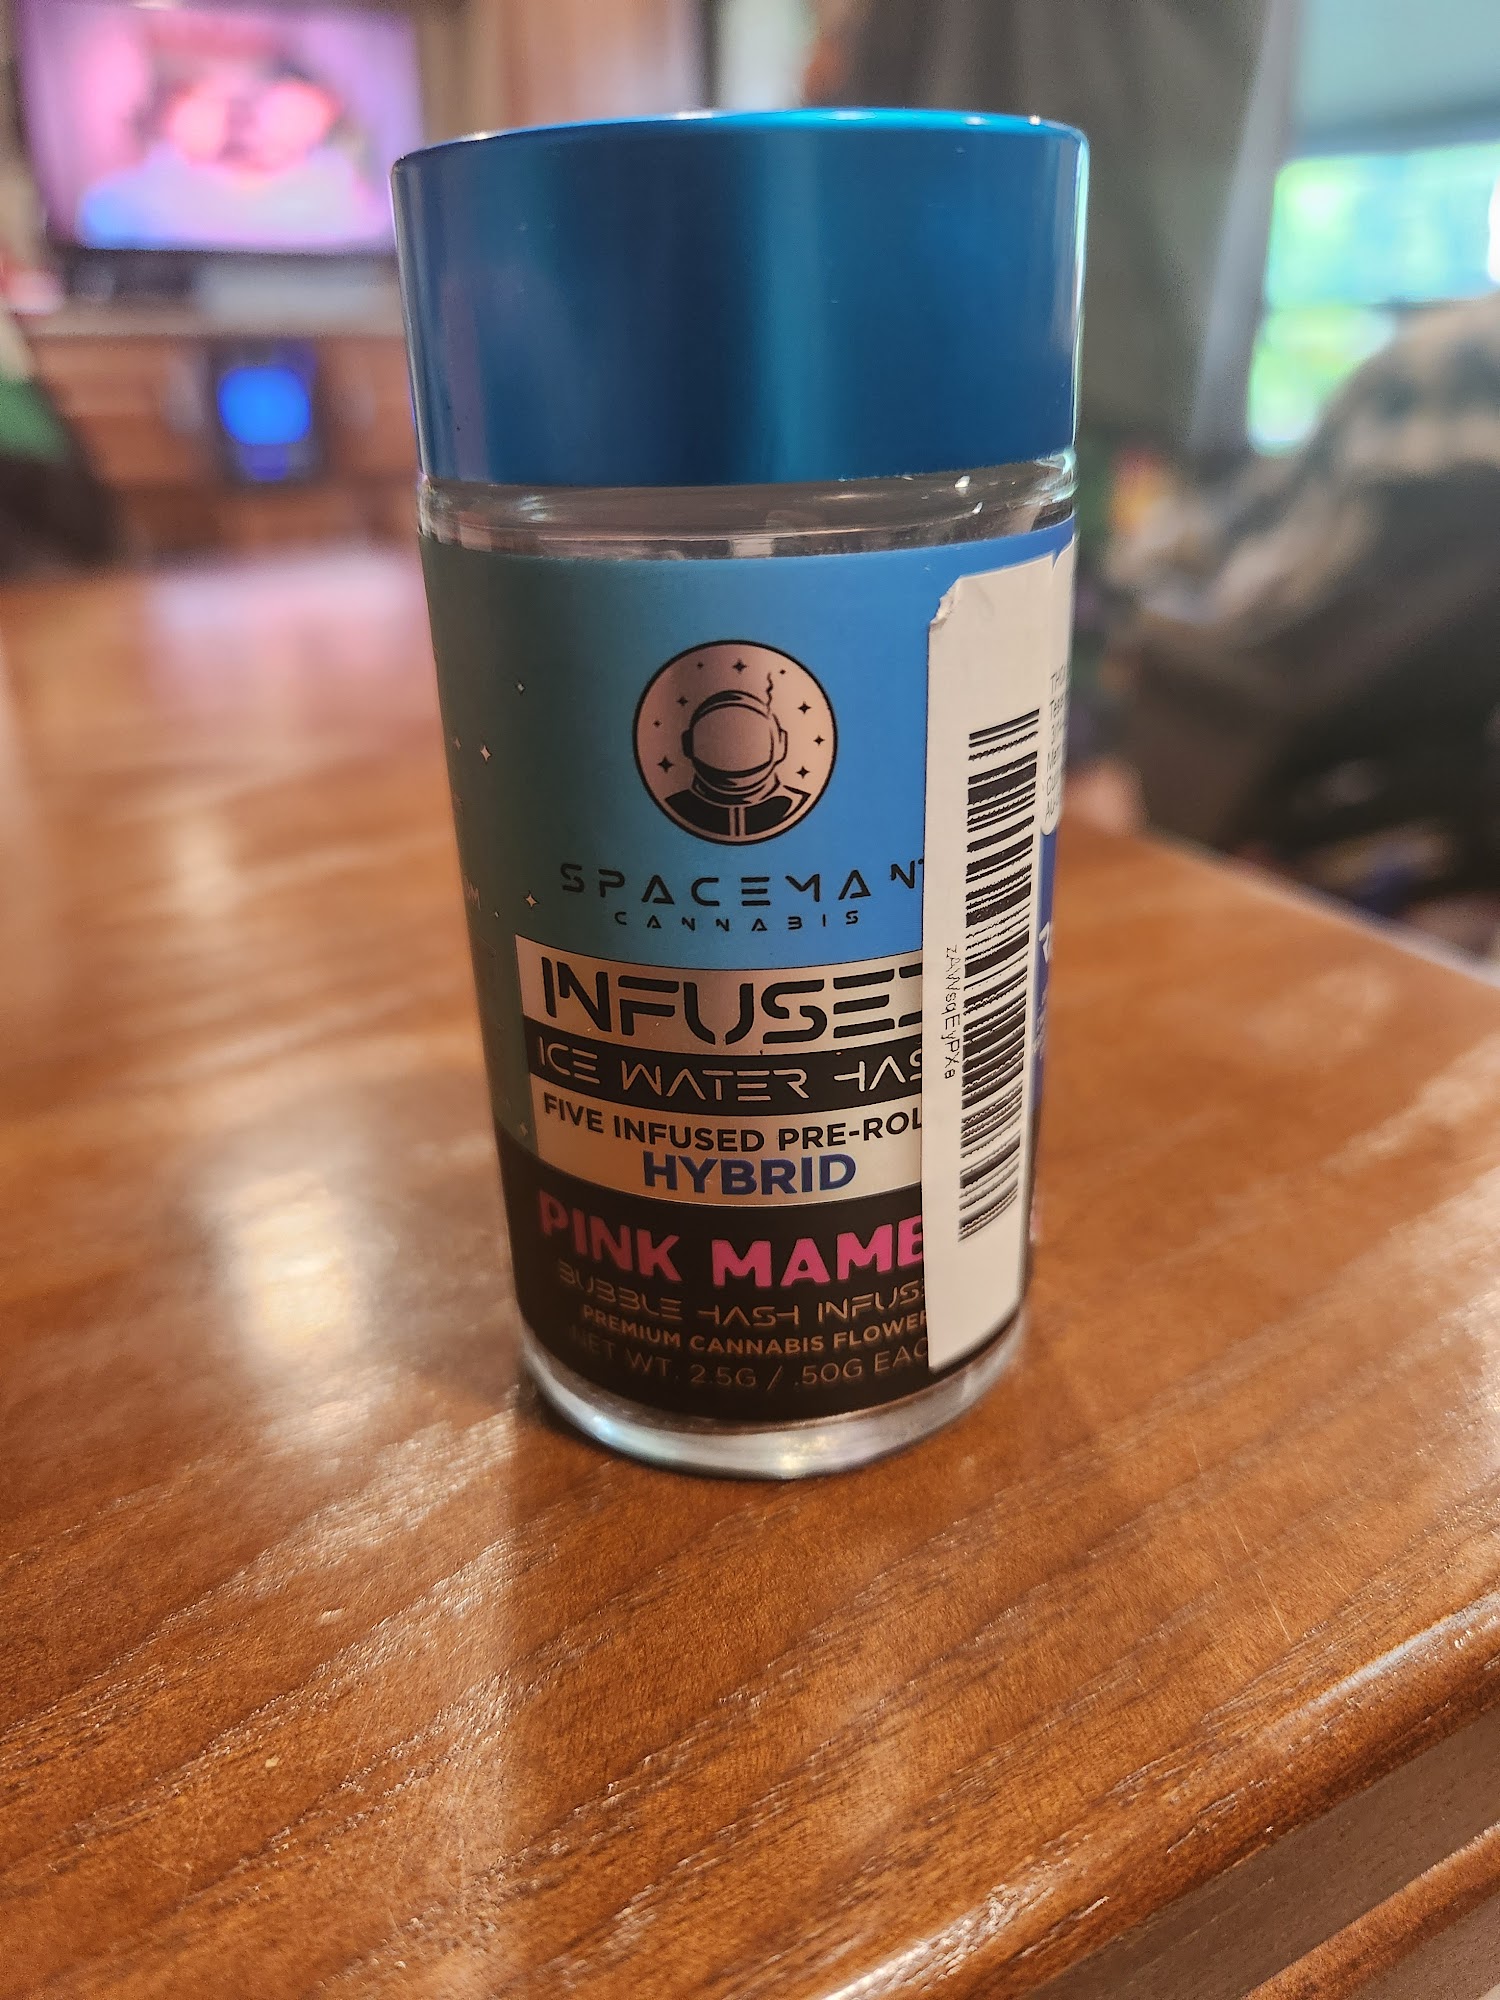 SPACEMAN
CANNABIS
INFUSE
ICE WATER HAS
FIVE INFUSED PRE-ROL
HYBRID
PINK MAMB
BUBBLE HASH INFUS
PREMIUM CANNABIS FLOWER
NET WT. 2.5G / .50G EAC